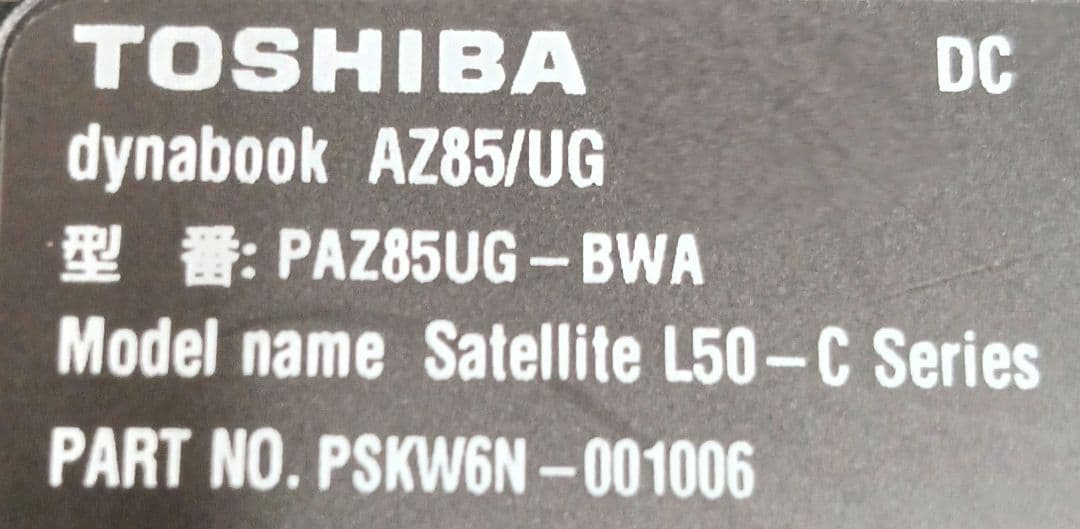 TOSHIBA DC
dynabook AZ85/UG
型 番: PAZ85UG-BWA
Model name Satellite L50-C Series
PART NO. PSKW6N-001006